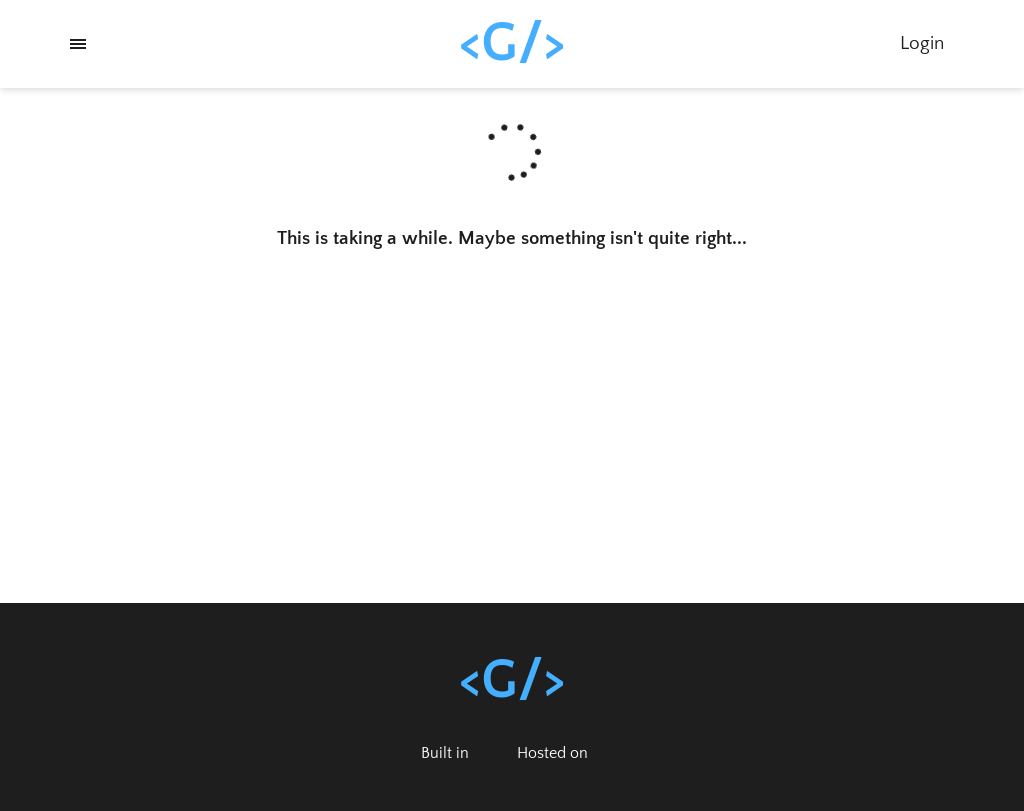 <G/>
Login
This is taking a while. Maybe something isn't quite right...
<G/>
Built in
Hosted on